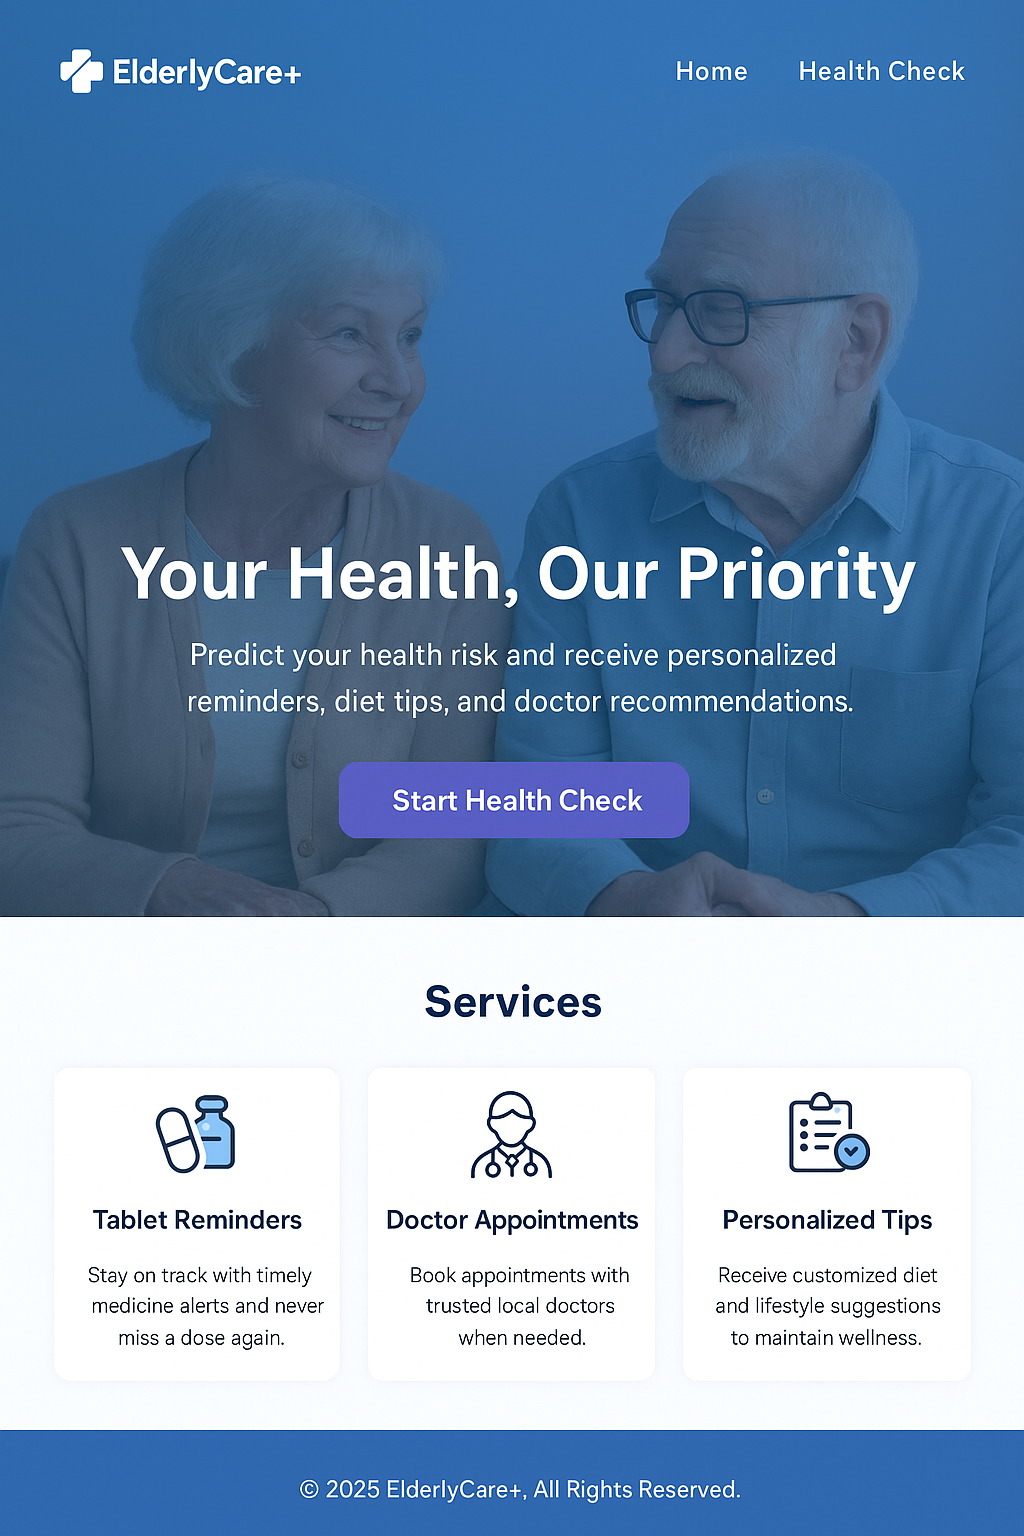 ElderlyCare+
Home
Health Check
Your Health, Our Priority
Predict your health risk and receive personalized
reminders, diet tips, and doctor recommendations.
Start Health Check
Services
Tablet Reminders
Stay on track with timely
medicine alerts and never
miss a dose again.
Doctor Appointments
Book appointments with
trusted local doctors
when needed.
Personalized Tips
Receive customized diet
and lifestyle suggestions
to maintain wellness.
© 2025 ElderlyCare+, All Rights Reserved.